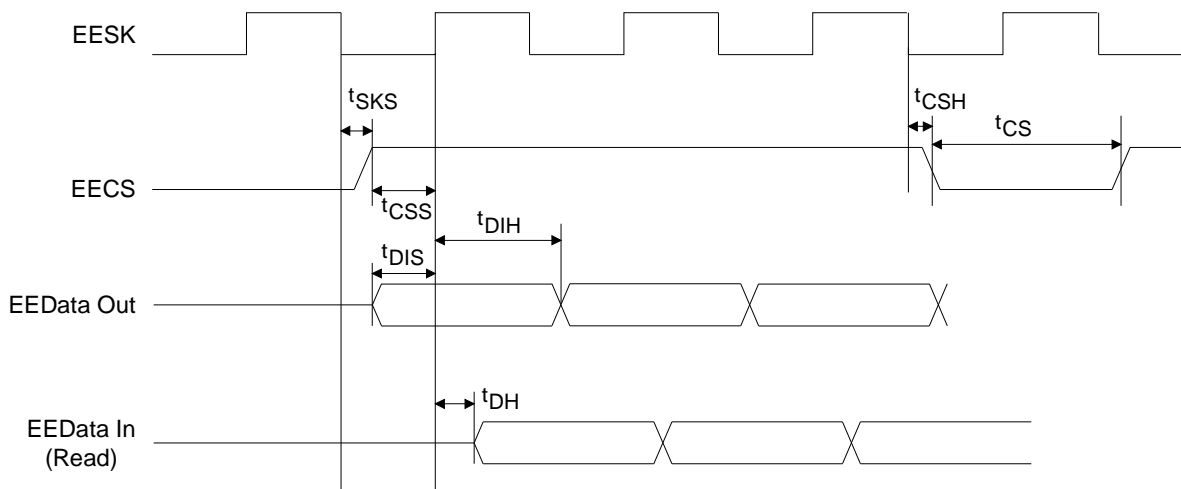 EESK
tSKS
tCSH
tCS
EECS
tCSS
tDIH
tDIS
EEData Out
tDH
EEData In
(Read)